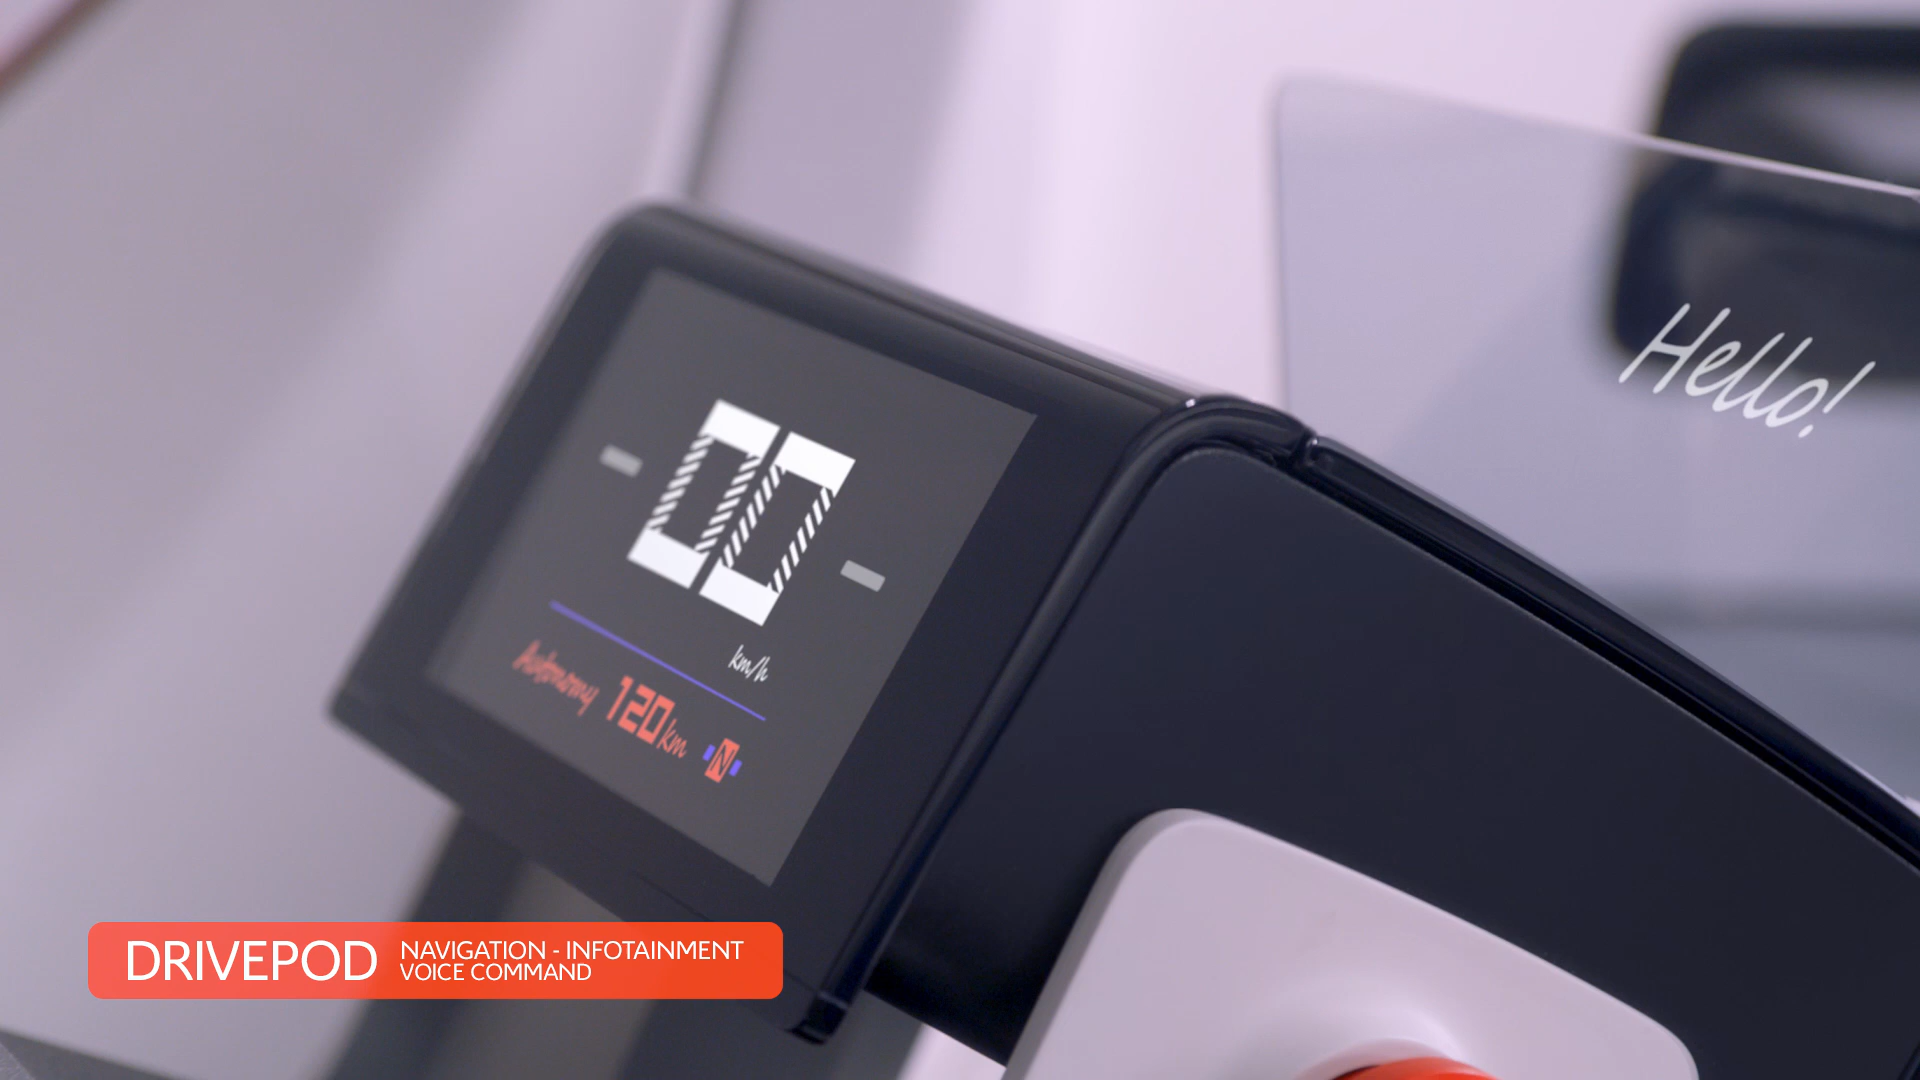 Hello!
00
km/h
Autonomy 120 km N
DRIVEPOD
NAVIGATION - INFOTAINMENT
VOICE COMMAND